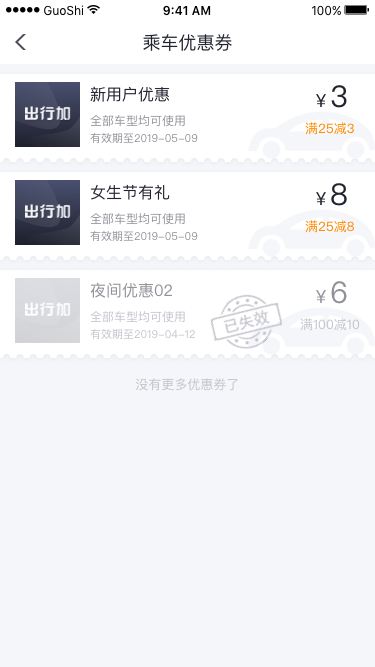 GuoShi 9:41 AM 100%
乘车优惠券
出行加
新用户优惠
¥ 3
全部车型均可使用
满25减3
有效期至2019-05-09
出行加
女生节有礼
¥ 8
全部车型均可使用
满25减8
有效期至2019-05-09
出行加
夜间优惠02
¥ 6
全部车型均可使用
已失效
满100减10
有效期至2019-04-12
没有更多优惠券了